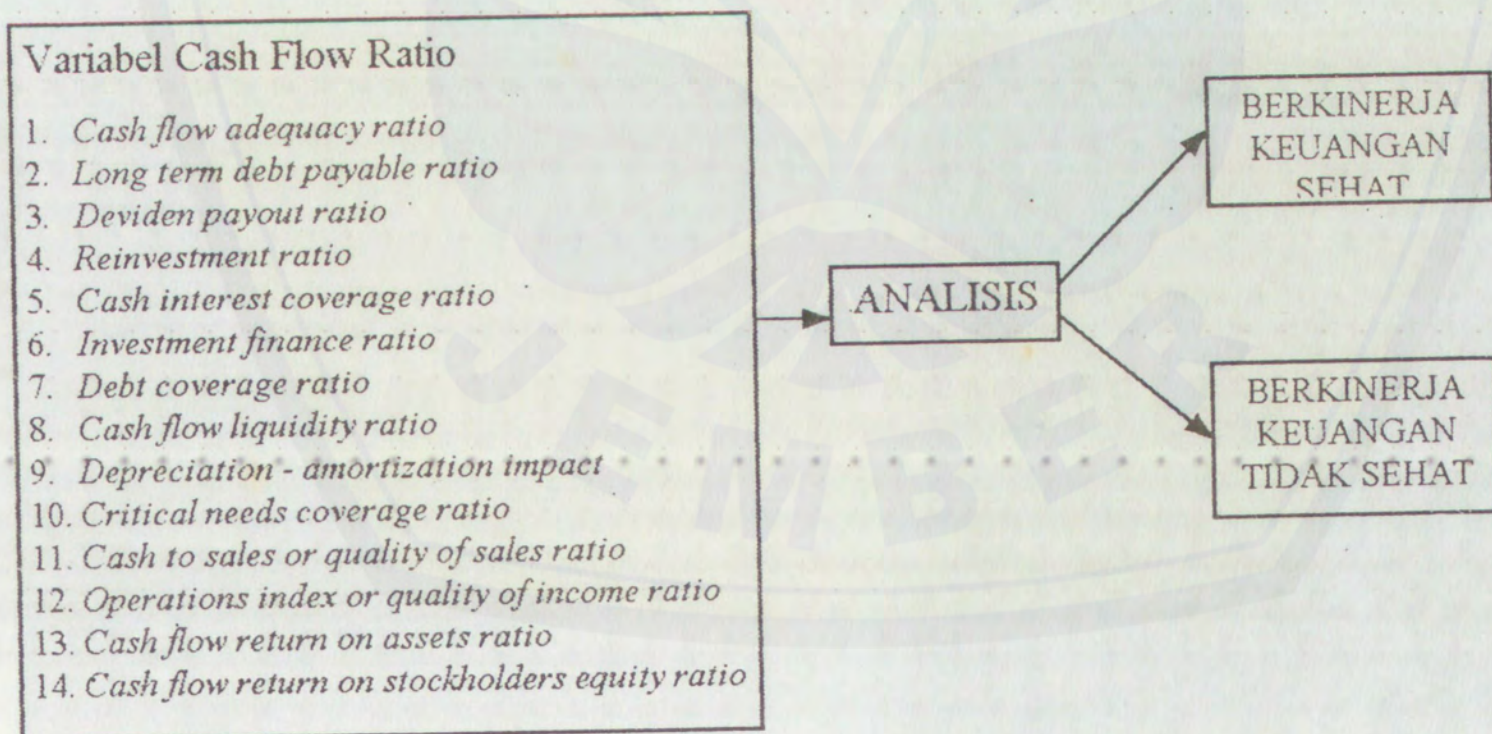 Variabel Cash Flow Ratio
1. Cash flow adequacy ratio
2. Long term debt payable ratio
3. Deviden payout ratio
4. Reinvestment ratio
5. Cash interest coverage ratio
6. Investment finance ratio
7. Debt coverage ratio
8. Cash flow liquidity ratio
9. Depreciation - amortization impact
10. Critical needs coverage ratio
11. Cash to sales or quality of sales ratio
12. Operations index or quality of income ratio
13. Cash flow return on assets ratio
14. Cash flow return on stockholders equity ratio
ANALISIS
BERKINERJA
KEUANGAN
SEHAT
BERKINERJA
KEUANGAN
TIDAK SEHAT
JEMBER